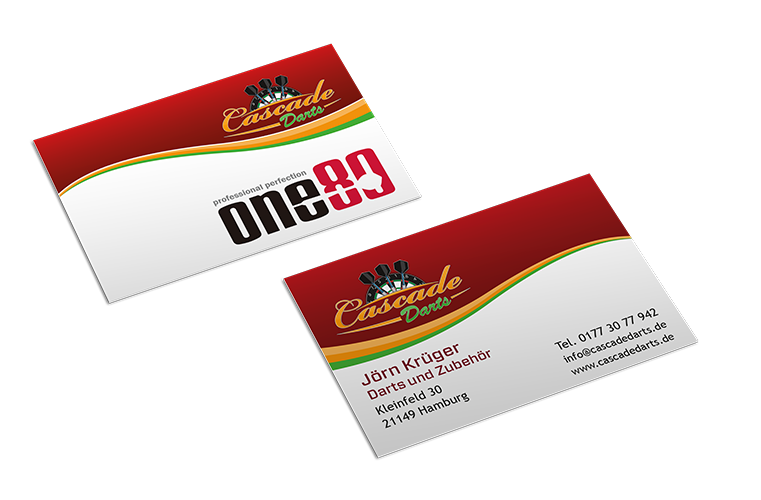 Cascade
Darts
professional perfection
one80
Cascade
Darts
Jörn Krüger
Darts und Zubehör
Kleinfeld 30
21149 Hamburg
Tel. 0177 30 77 942
info@cascadedarts.de
www.cascadedarts.de